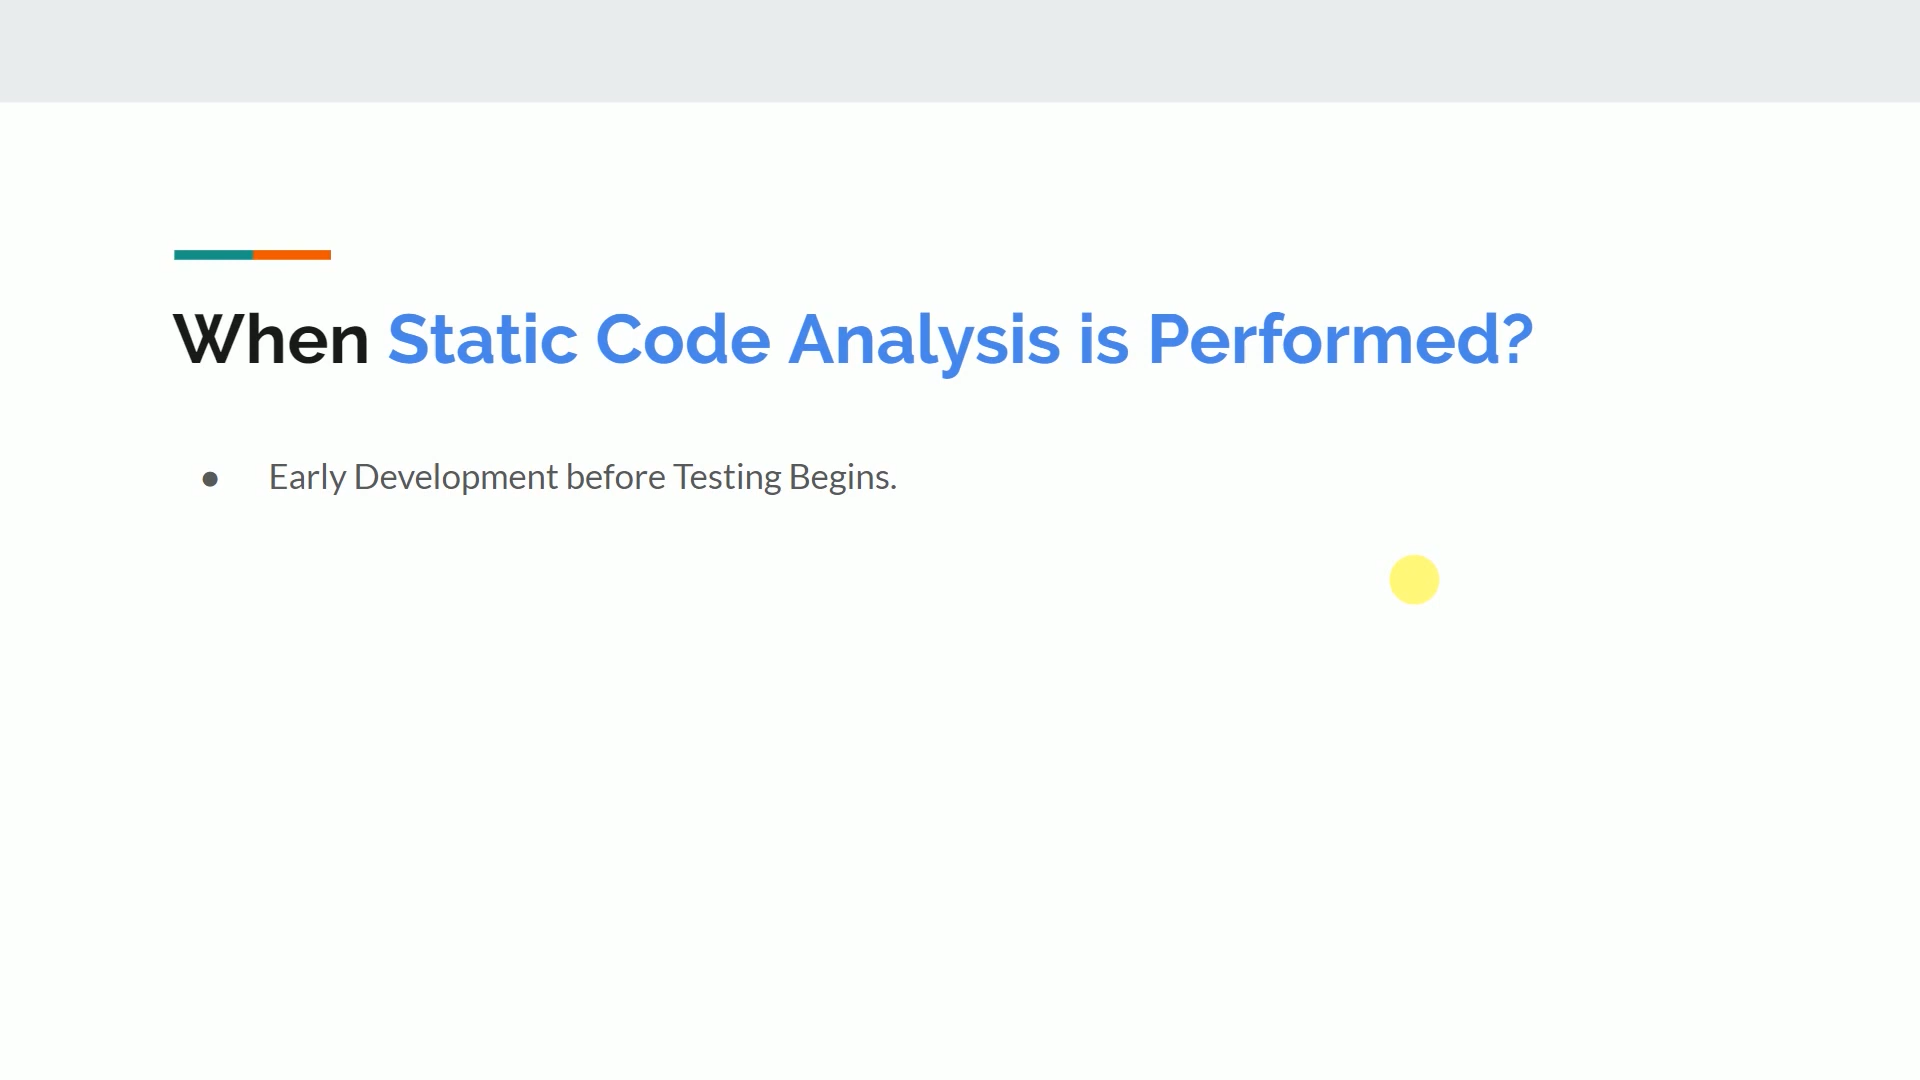 When Static Code Analysis is Performed?
● Early Development before Testing Begins.